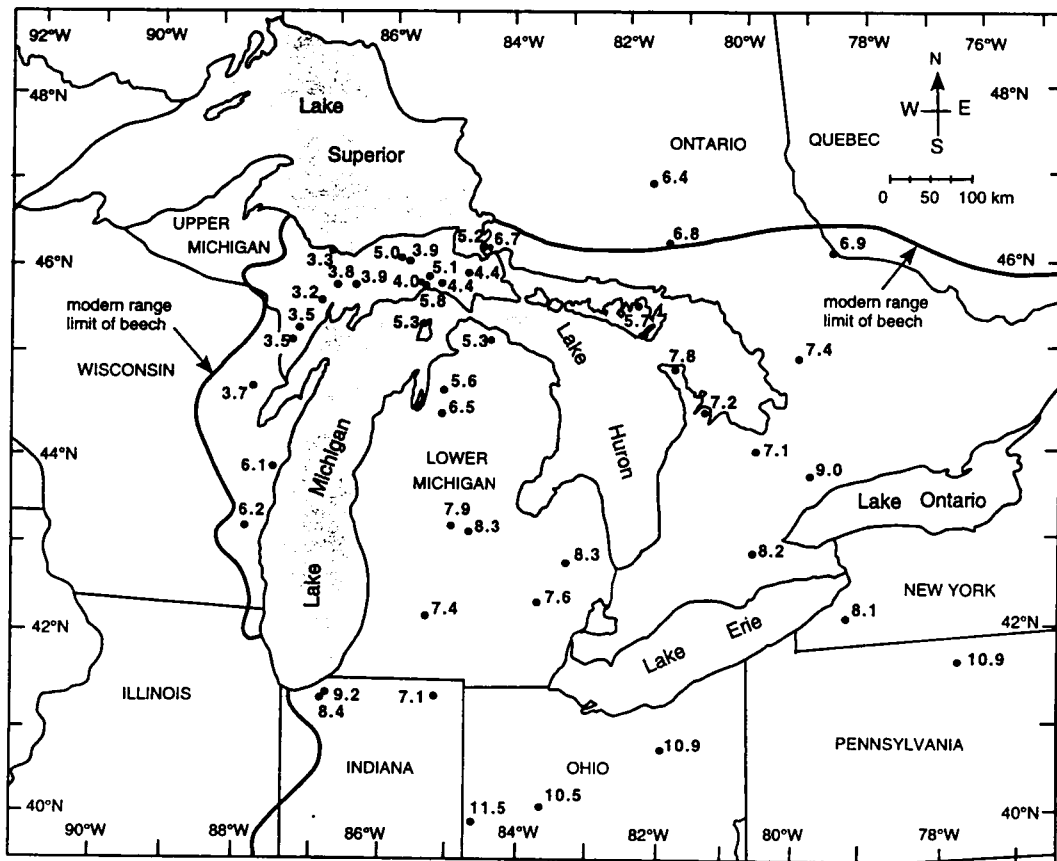 92°W 90°W 88°W 86°W 84°W 82°W 80°W 78°W 76°W
48°N 48°N
N
W E
S
0 50 100 km
Lake
Superior
ONTARIO QUEBEC
6.4
UPPER
MICHIGAN
5.2 6.7 6.8 6.9
46°N 46°N
3.3 5.0 3.9
3.8 3.9 4.0 5.1 4.4 4.4
3.2 5.8
modern range
limit of beech
modern range
limit of beech
3.5
3.5
5.3 5.3
7.1
5.7
WISCONSIN
3.7
5.6
6.5
7.8
7.2
7.4
7.1
Lake
Huron
44°N 44°N
6.1
6.2
Lake
Michigan
LOWER
MICHIGAN
7.9
8.3
8.3
9.0
Lake Ontario
8.2
7.4
7.6
NEW YORK
8.1
42°N 42°N
Lake Erie
10.9
ILLINOIS
9.2
8.4
7.1
10.9
PENNSYLVANIA
INDIANA
OHIO
40°N 40°N
11.5
10.5
90°W 88°W 86°W 84°W 82°W 80°W 78°W